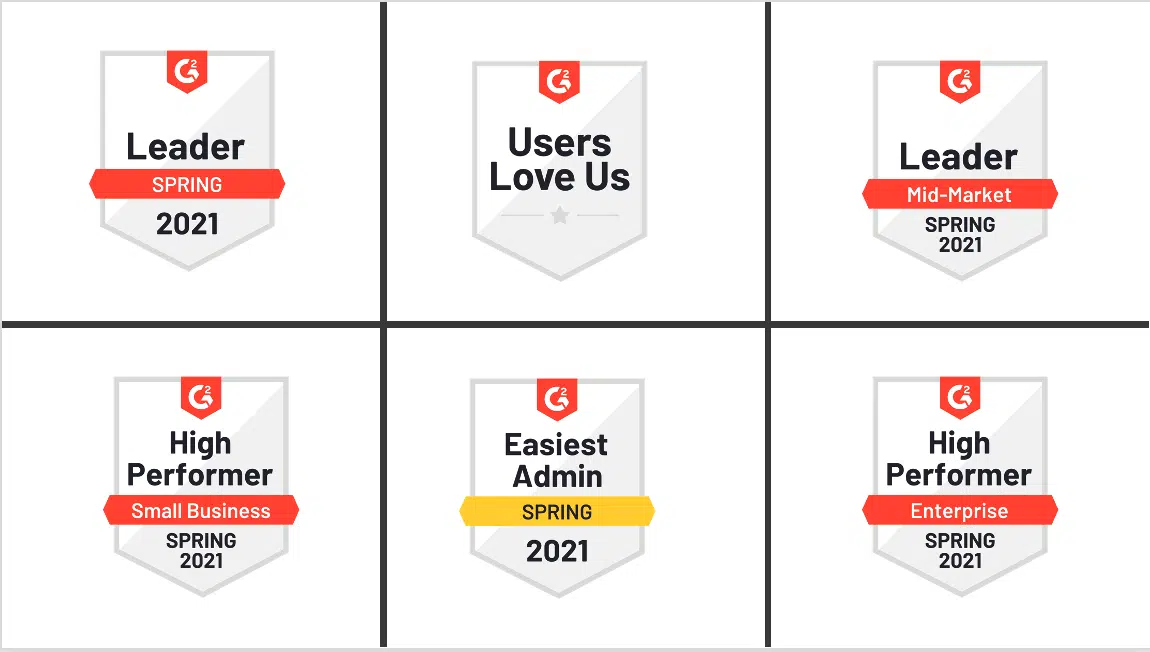 G2
Leader
SPRING
2021
G2
Users
Love Us
G2
Leader
Mid-Market
SPRING
2021
G2
High
Performer
Small Business
SPRING
2021
G2
Easiest
Admin
SPRING
2021
G2
High
Performer
Enterprise
SPRING
2021